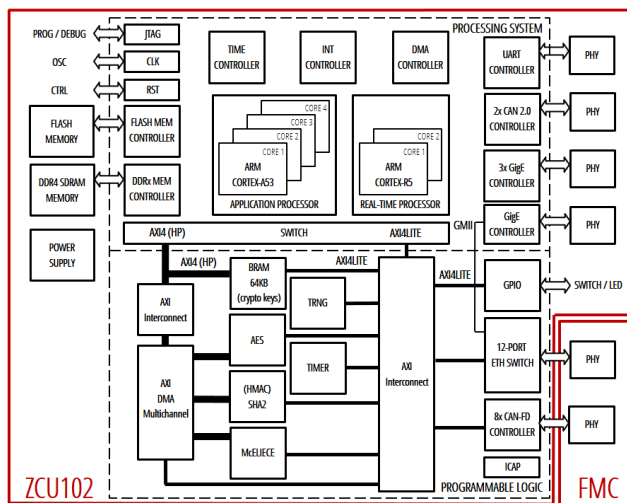 PROG / DEBUG
JTAG
PROCESSING SYSTEM
OSC
CLK
CTRL
RST
TIME
CONTROLLER
INT
CONTROLLER
DMA
CONTROLLER
UART
CONTROLLER
PHY
FLASH
MEMORY
FLASH MEM
CONTROLLER
CORE 4
CORE 3
CORE 2
CORE 1
ARM
CORTEX-A53
APPLICATION PROCESSOR
CORE 2
CORE 1
ARM
CORTEX-R5
REAL-TIME PROCESSOR
2x CAN 2.0
CONTROLLER
PHY
3x GigE
CONTROLLER
PHY
DDR4 SDRAM
MEMORY
DDRx MEM
CONTROLLER
GMII
GigE
CONTROLLER
PHY
AXI4 (HP)
SWITCH
AXI4LITE
POWER
SUPPLY
AXI4 (HP)
BRAM
64KB
(crypto keys)
AXI4LITE
AXI4LITE
GPIO
SWITCH / LED
AXI
Interconnect
TRNG
AES
TIMER
AXI
Interconnect
12-PORT
ETH SWITCH
PHY
AXI
DMA
Multichannel
(HMAC)
SHA2
McELIECE
8x CAN-FD
CONTROLLER
PHY
ICAP
PROGRAMMABLE LOGIC
ZCU102
FMC